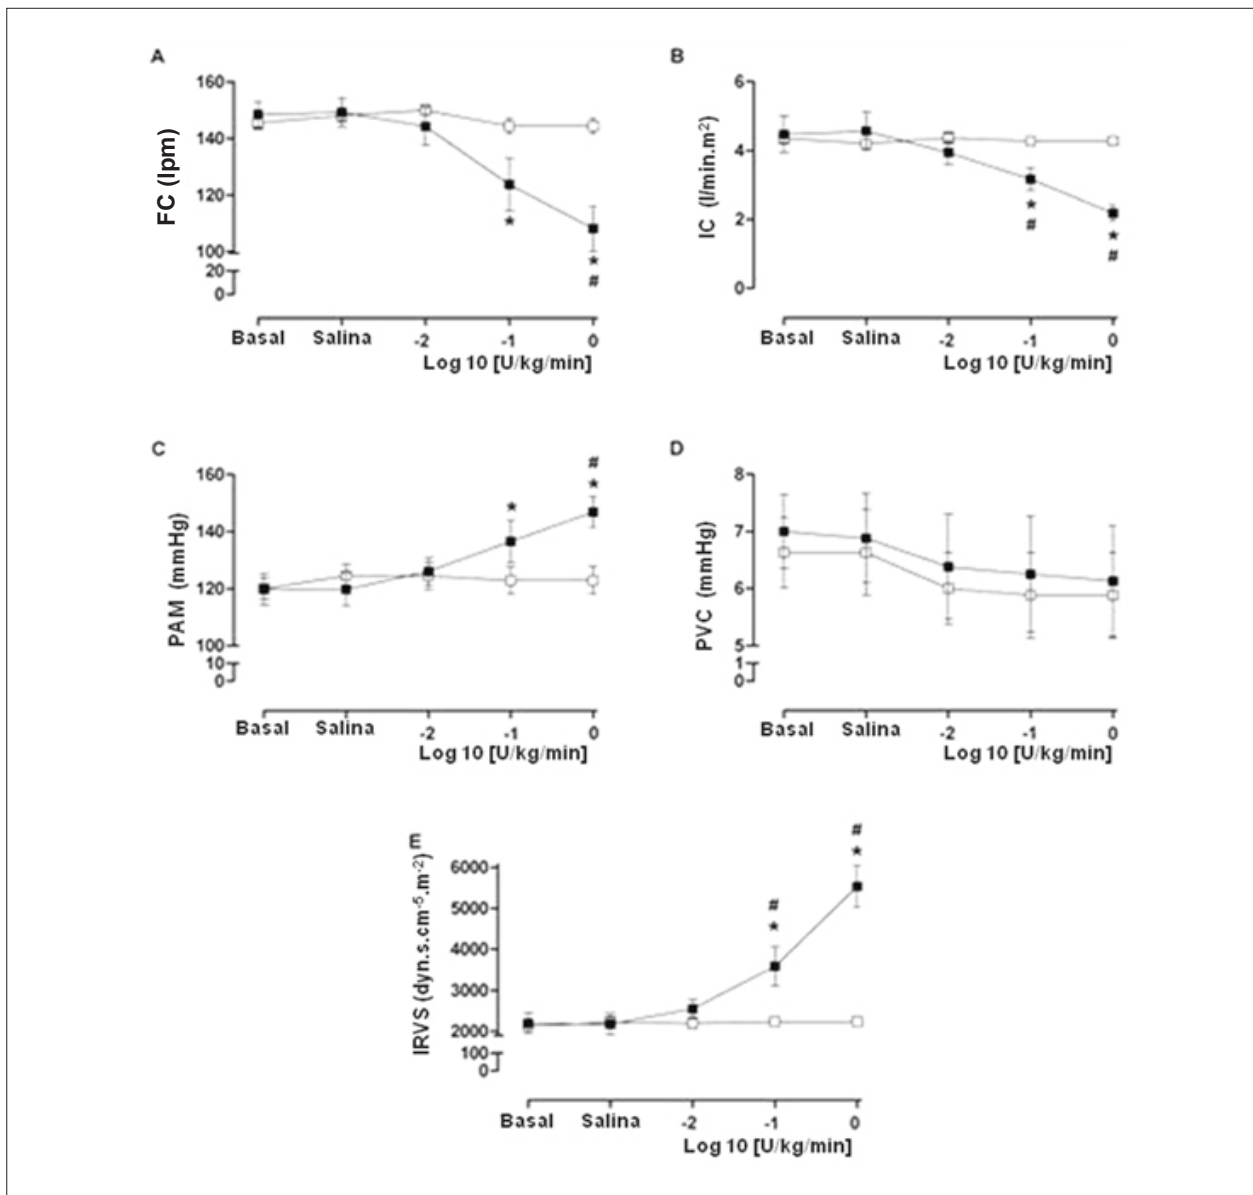 A
160
140
120
100
20
0
FC (lpm)
*
*
#
Basal
Salina
-2
-1
0
Log 10 [U/kg/min]
B
6
4
2
0
IC (l/min.m²)
*
#
*
#
Basal
Salina
-2
-1
0
Log 10 [U/kg/min]
C
160
140
120
100
10
0
PAM (mmHg)
*
#
*
Basal
Salina
-2
-1
0
Log 10 [U/kg/min]
D
8
7
6
5
1
0
PVC (mmHg)
Basal
Salina
-2
-1
0
Log 10 [U/kg/min]
E
6000
5000
4000
3000
2000
100
0
IRVS (dyn.s.cm⁻⁵.m⁻²)
#
*
#
*
Basal
Salina
-2
-1
0
Log 10 [U/kg/min]